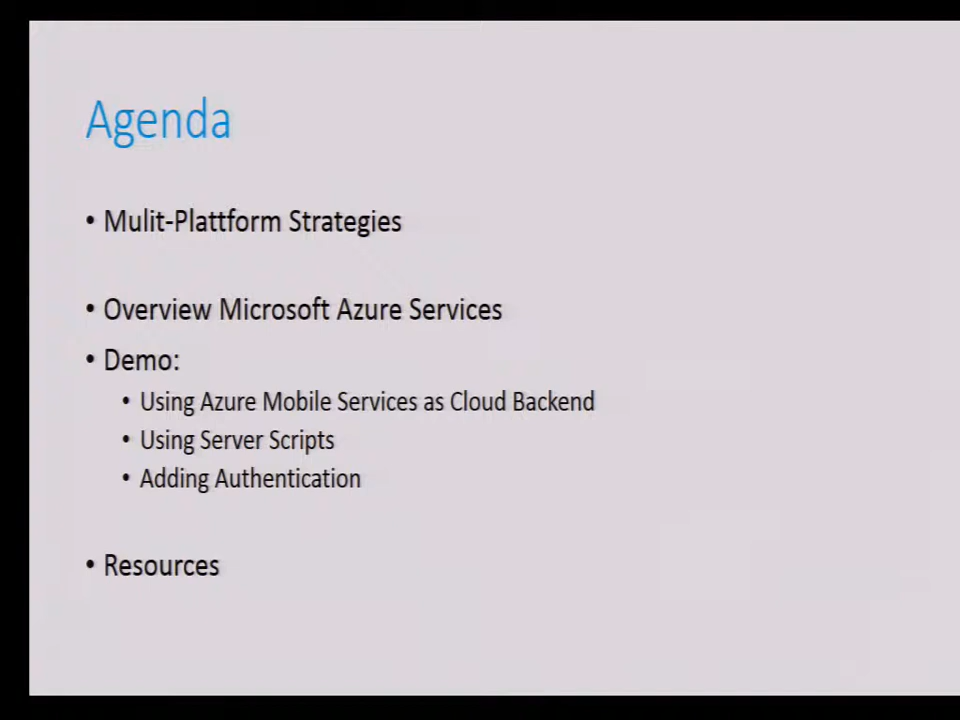 Agenda
• Mulit-Plattform Strategies
• Overview Microsoft Azure Services
• Demo:
• Using Azure Mobile Services as Cloud Backend
• Using Server Scripts
• Adding Authentication
• Resources